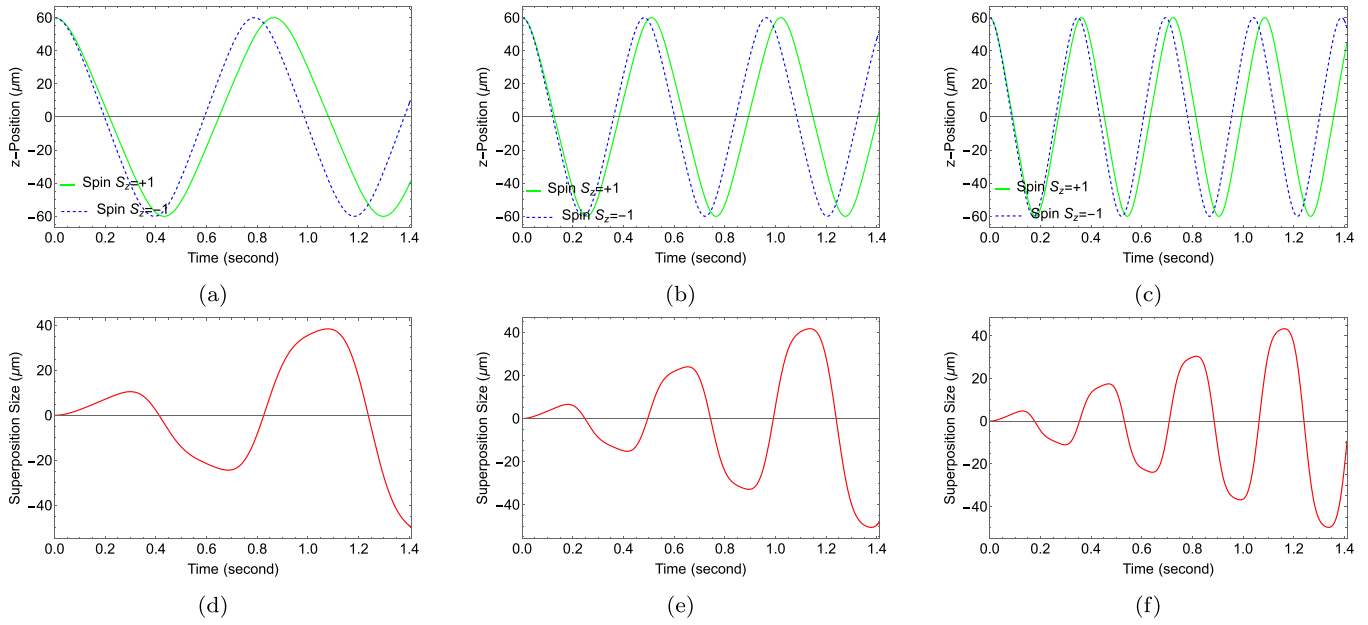 z-Position (μm)
60
40
20
0
-20
-40
-60
Spin S_z=+1
Spin S_z=-1
0.0 0.2 0.4 0.6 0.8 1.0 1.2 1.4
Time (second)
(a)
z-Position (μm)
60
40
20
0
-20
-40
-60
Spin S_z=+1
Spin S_z=-1
0.0 0.2 0.4 0.6 0.8 1.0 1.2 1.4
Time (second)
(b)
z-Position (μm)
60
40
20
0
-20
-40
-60
Spin S_z=+1
Spin S_z=-1
0.0 0.2 0.4 0.6 0.8 1.0 1.2 1.4
Time (second)
(c)
Superposition Size (μm)
40
20
0
-20
-40
0.0 0.2 0.4 0.6 0.8 1.0 1.2 1.4
Time (second)
(d)
Superposition Size (μm)
40
20
0
-20
-40
0.0 0.2 0.4 0.6 0.8 1.0 1.2 1.4
Time (second)
(e)
Superposition Size (μm)
40
20
0
-20
-40
0.0 0.2 0.4 0.6 0.8 1.0 1.2 1.4
Time (second)
(f)